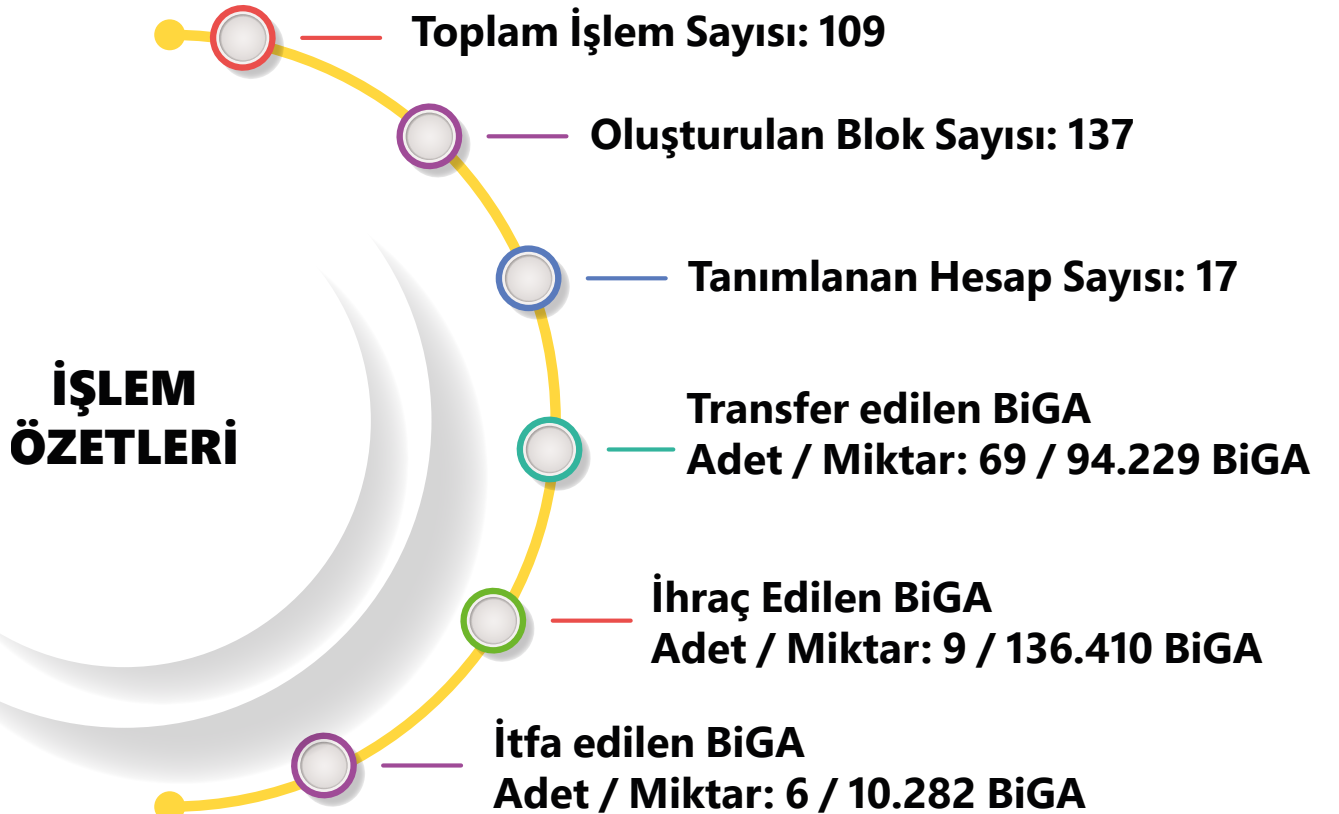 Toplam İşlem Sayısı: 109
Oluşturulan Blok Sayısı: 137
Tanımlanan Hesap Sayısı: 17
İŞLEM
ÖZETLERİ
Transfer edilen BiGA
Adet / Miktar: 69 / 94.229 BiGA
İhraç Edilen BiGA
Adet / Miktar: 9 / 136.410 BiGA
İtfa edilen BiGA
Adet / Miktar: 6 / 10.282 BiGA